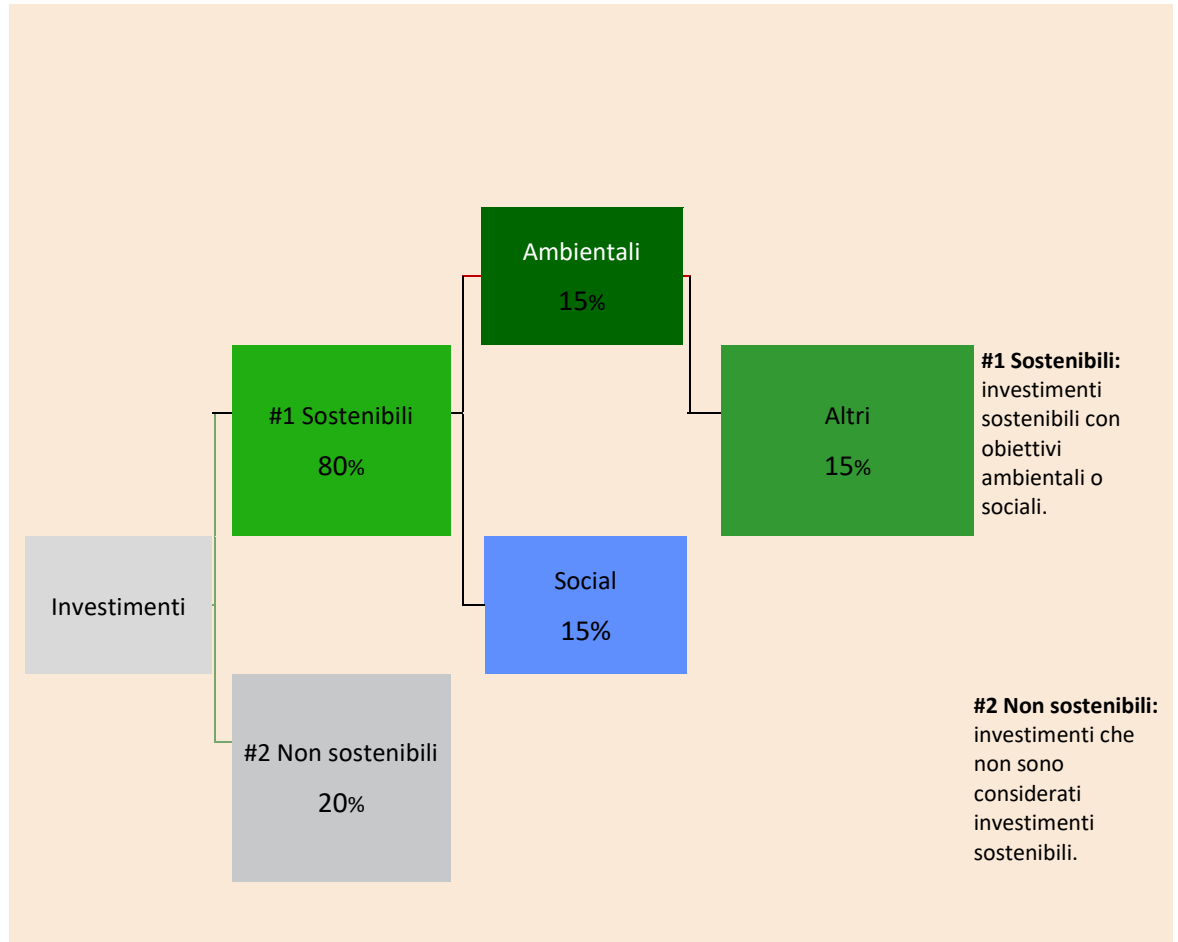 Ambientali
15%
#1 Sostenibili
80%
Altri
15%
#1 Sostenibili:
investimenti
sostenibili con
obiettivi
ambientali o
sociali.
Investimenti
Social
15%
#2 Non sostenibili
20%
#2 Non sostenibili:
investimenti che
non sono
considerati
investimenti
sostenibili.